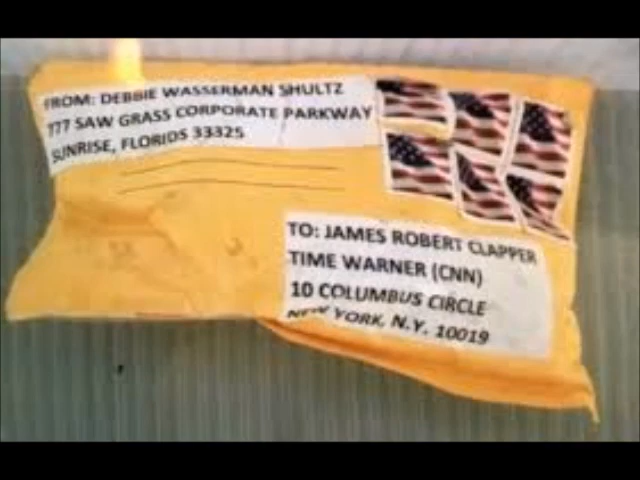 FROM: DEBBIE WASSERMAN SHULTZ
777 SAW GRASS CORPORATE PARKWAY
SUNRISE, FLORIDS 33325
TO: JAMES ROBERT CLAPPER
TIME WARNER (CNN)
10 COLUMBUS CIRCLE
NEW YORK, N.Y. 10019